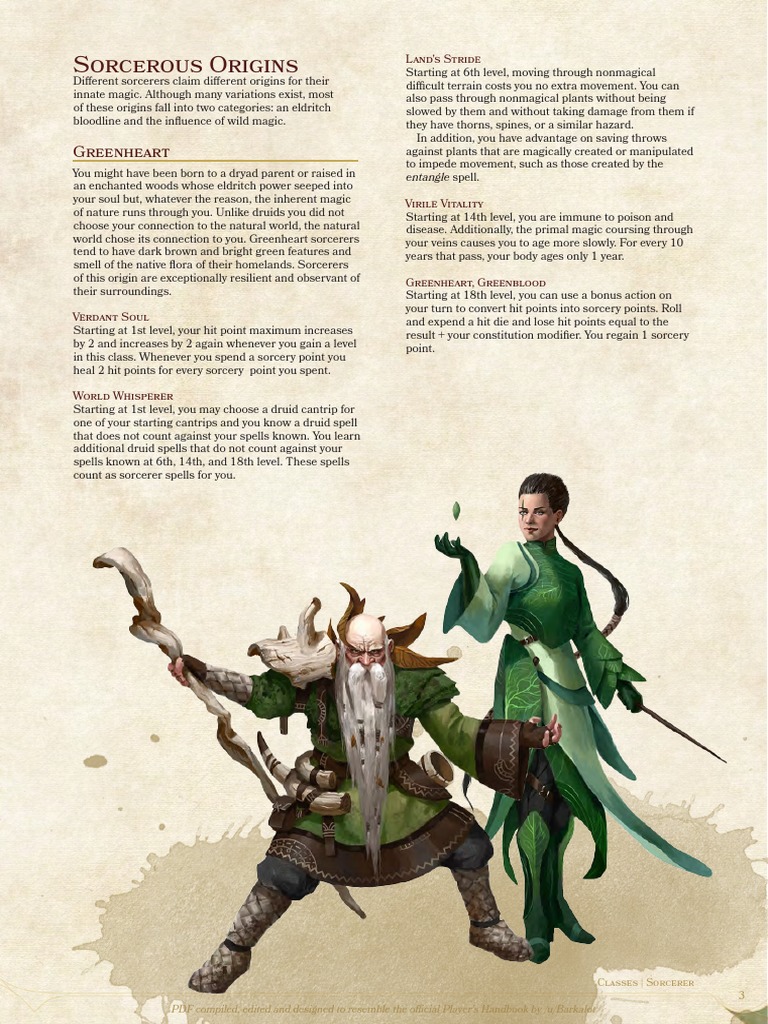 Sorcerous Origins
Different sorcerers claim different origins for their
innate magic. Although many variations exist, most
of these origins fall into two categories: an eldritch
bloodline and the influence of wild magic.
Greenheart
You might have been born to a dryad parent or raised in
an enchanted woods whose eldritch power seeped into
your soul but, whatever the reason, the inherent magic
of nature runs through you. Unlike druids you did not
choose your connection to the natural world, the natural
world chose its connection to you. Greenheart sorcerers
tend to have dark brown and bright green features and
smell of the native flora of their homelands. Sorcerers
of this origin are exceptionally resilient and observant of
their surroundings.
Verdant Soul
Starting at 1st level, your hit point maximum increases
by 2 and increases by 2 again whenever you gain a level
in this class. Whenever you spend a sorcery point you
heal 2 hit points for every sorcery  point you spent.
World Whisperer
Starting at 1st level, you may choose a druid cantrip for
one of your starting cantrips and you know a druid spell
that does not count against your spells known. You learn
additional druid spells that do not count against your
spells known at 6th, 14th, and 18th level. These spells
count as sorcerer spells for you.
Land's Stride
Starting at 6th level, moving through nonmagical
difficult terrain costs you no extra movement. You can
also pass through nonmagical plants without being
slowed by them and without taking damage from them if
they have thorns, spines, or a similar hazard.
In addition, you have advantage on saving throws
against plants that are magically created or manipulated
to impede movement, such as those created by the
entangle spell.
Virile Vitality
Starting at 14th level, you are immune to poison and
disease. Additionally, the primal magic coursing through
your veins causes you to age more slowly. For every 10
years that pass, your body ages only 1 year.
Greenheart, Greenblood
Starting at 18th level, you can use a bonus action on
your turn to convert hit points into sorcery points. Roll
and expend a hit die and lose hit points equal to the
result + your constitution modifier. You regain 1 sorcery
point.
Classes | Sorcerer
3
PDF compiled, edited and designed to resemble the official Player's Handbook by /u/Barkalot